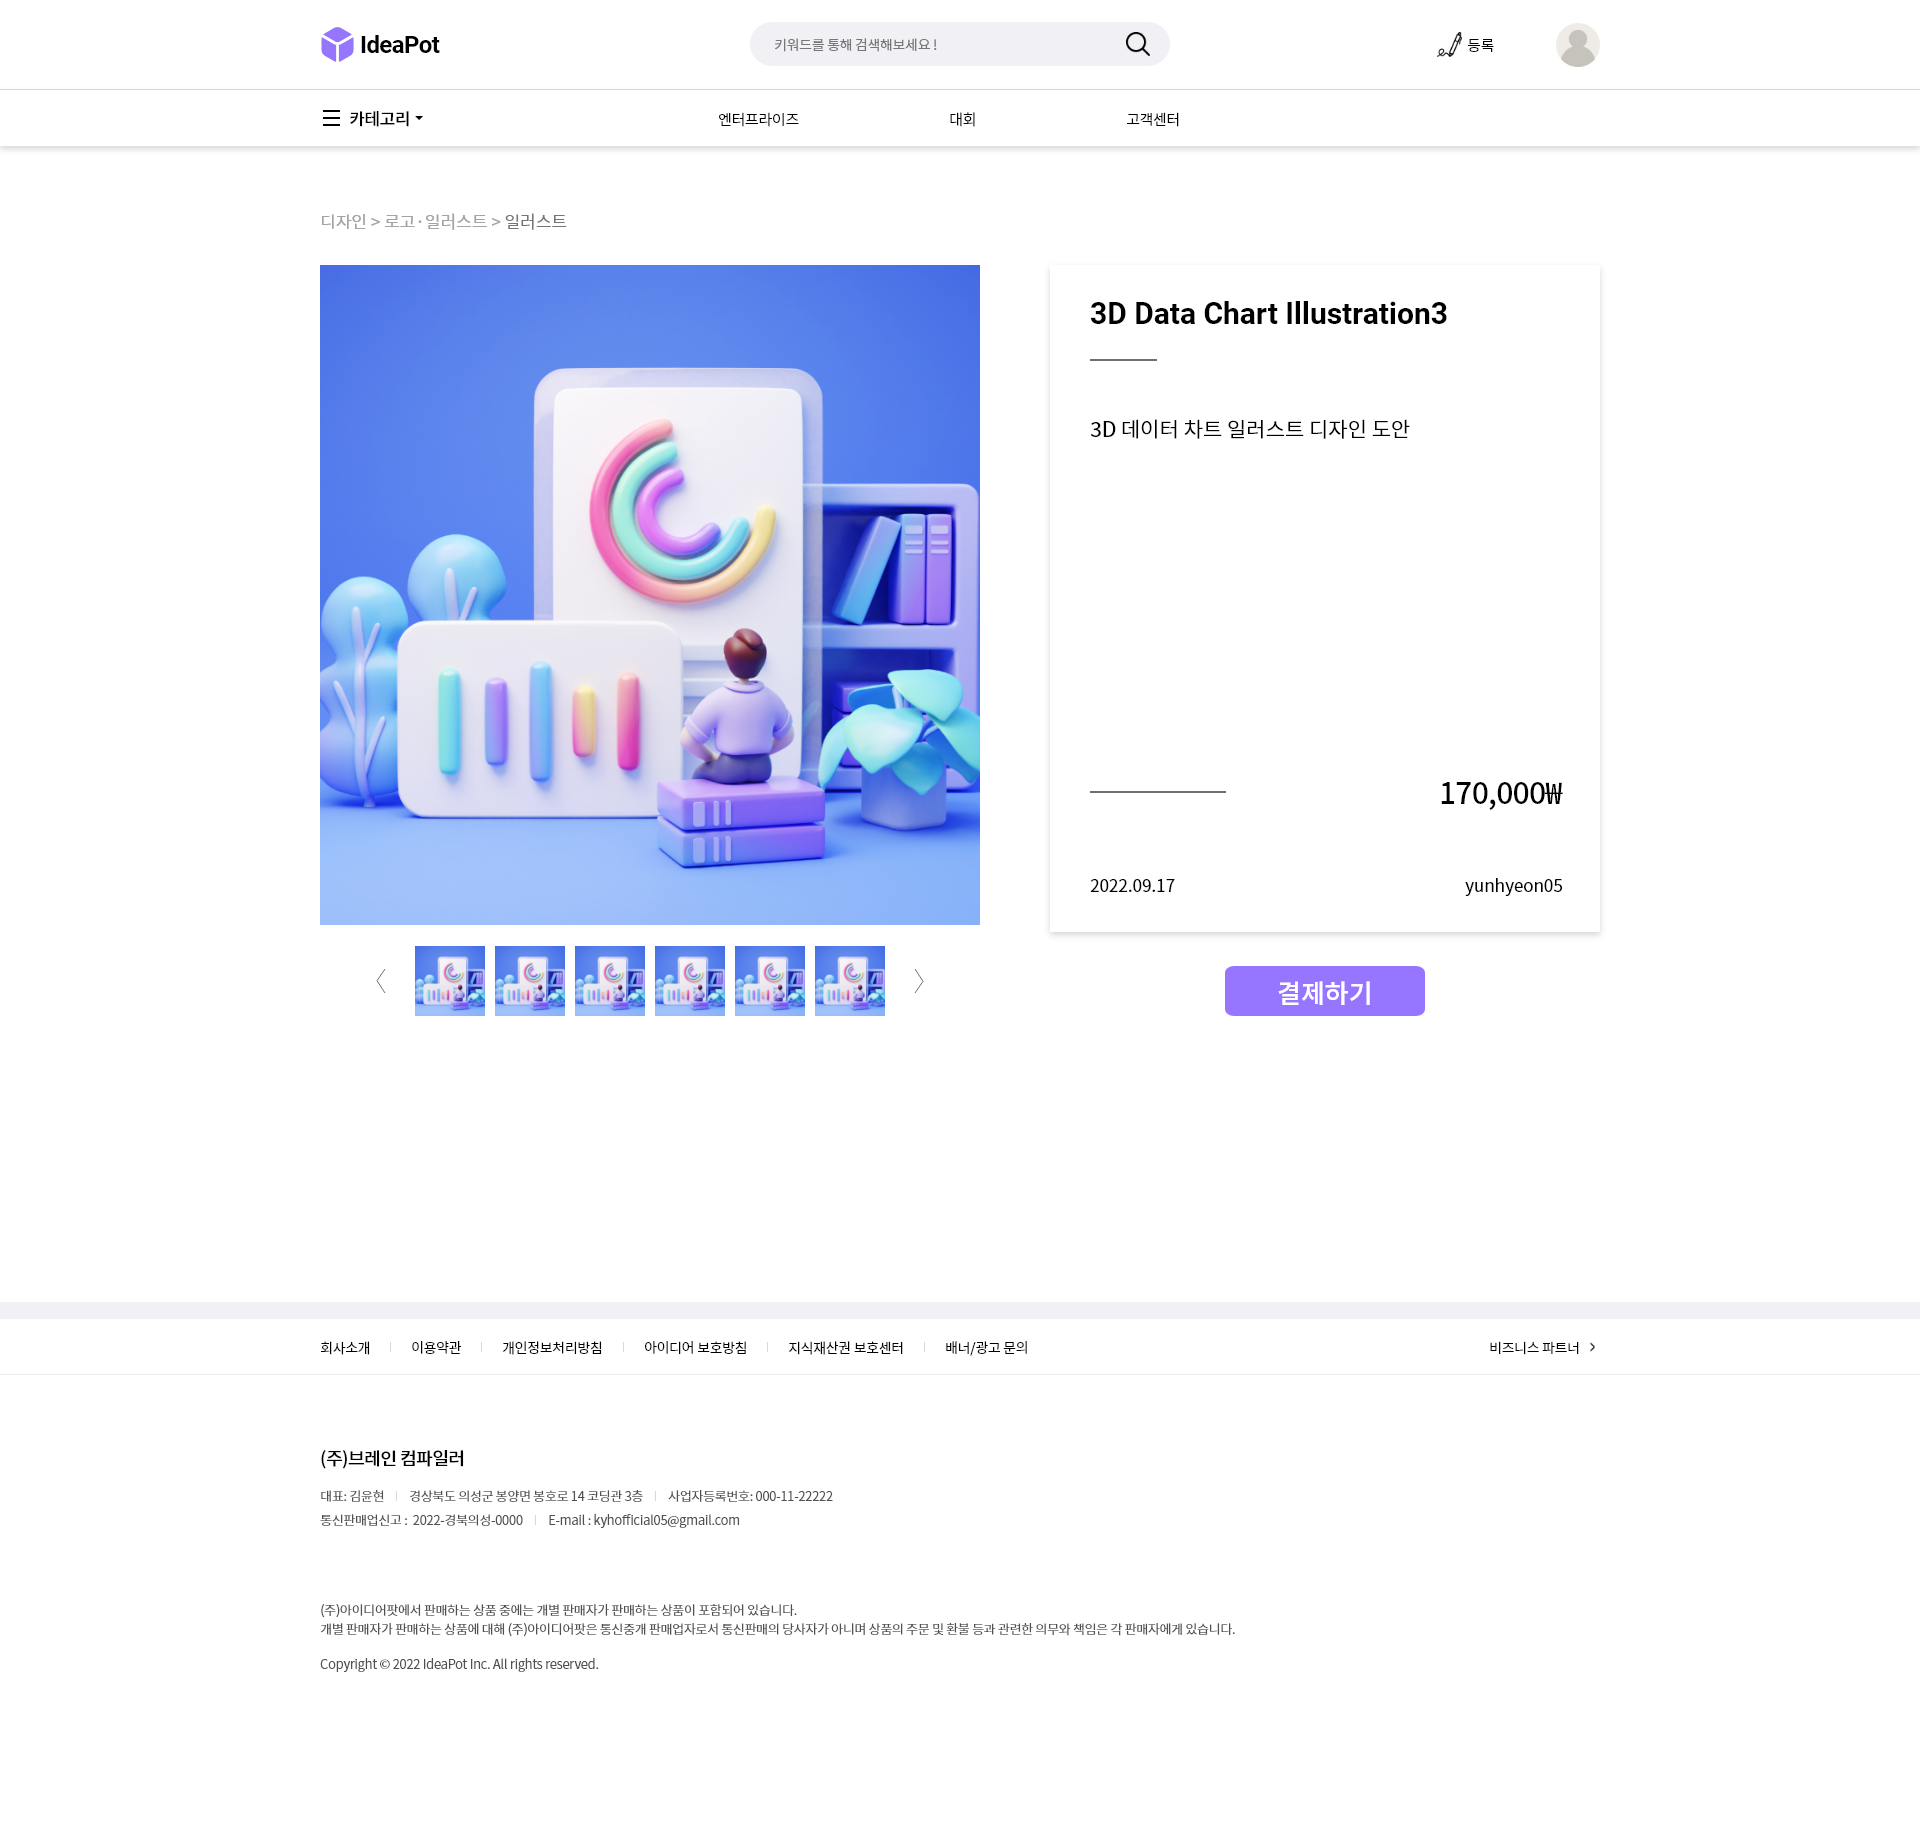 IdeaPot
키워드를 통해 검색해보세요 !
등록
카테고리
엔터프라이즈
대회
고객센터
디자인 > 로고 · 일러스트 > 일러스트
3D Data Chart Illustration3
3D 데이터 차트 일러스트 디자인 도안
170,000₩
2022.09.17
yunhyeon05
결제하기
회사소개
이용약관
개인정보처리방침
아이디어 보호방침
지식재산권 보호센터
배너/광고 문의
비즈니스 파트너
(주)브레인 컴파일러
대표: 김윤현 | 경상북도 의성군 봉양면 봉호로 14 코딩관 3층 | 사업자등록번호: 000-11-22222
통신판매업신고 : 2022-경북의성-0000 | E-mail : kyhofficial05@gmail.com
(주)아이디어팟에서 판매하는 상품 중에는 개별 판매자가 판매하는 상품이 포함되어 있습니다.
개별 판매자가 판매하는 상품에 대해 (주)아이디어팟은 통신중개 판매업자로서 통신판매의 당사자가 아니며 상품의 주문 및 환불 등과 관련한 의무와 책임은 각 판매자에게 있습니다.
Copyright © 2022 IdeaPot Inc. All rights reserved.